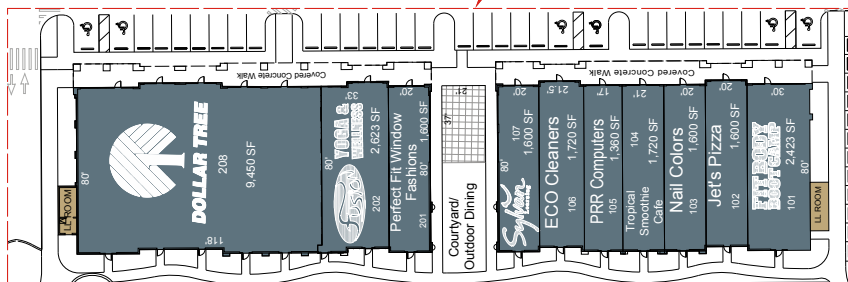 Covered Concrete Walk
Covered Concrete Walk
LL ROOM
80'
DOLLAR TREE
208
9,450 SF
118'
33'
80'
FUSION
YOGA &
WELLNESS
2,623 SF
202
20'
Perfect Fit Window
Fashions
1,600 SF
80'
201
21'
37'
Courtyard/
Outdoor Dining
20'
80'
107
1,600 SF
Sylvan
LEARNING
21.5'
ECO Cleaners
1,720 SF
106
17'
PRR Computers
1,360 SF
105
21'
104
1,720 SF
Tropical
Smoothie
Cafe
20'
Nail Colors
1,600 SF
103
20'
Jet's Pizza
1,600 SF
102
30'
FIT BODY
BOOT CAMP
2,423 SF
101
80'
LL ROOM